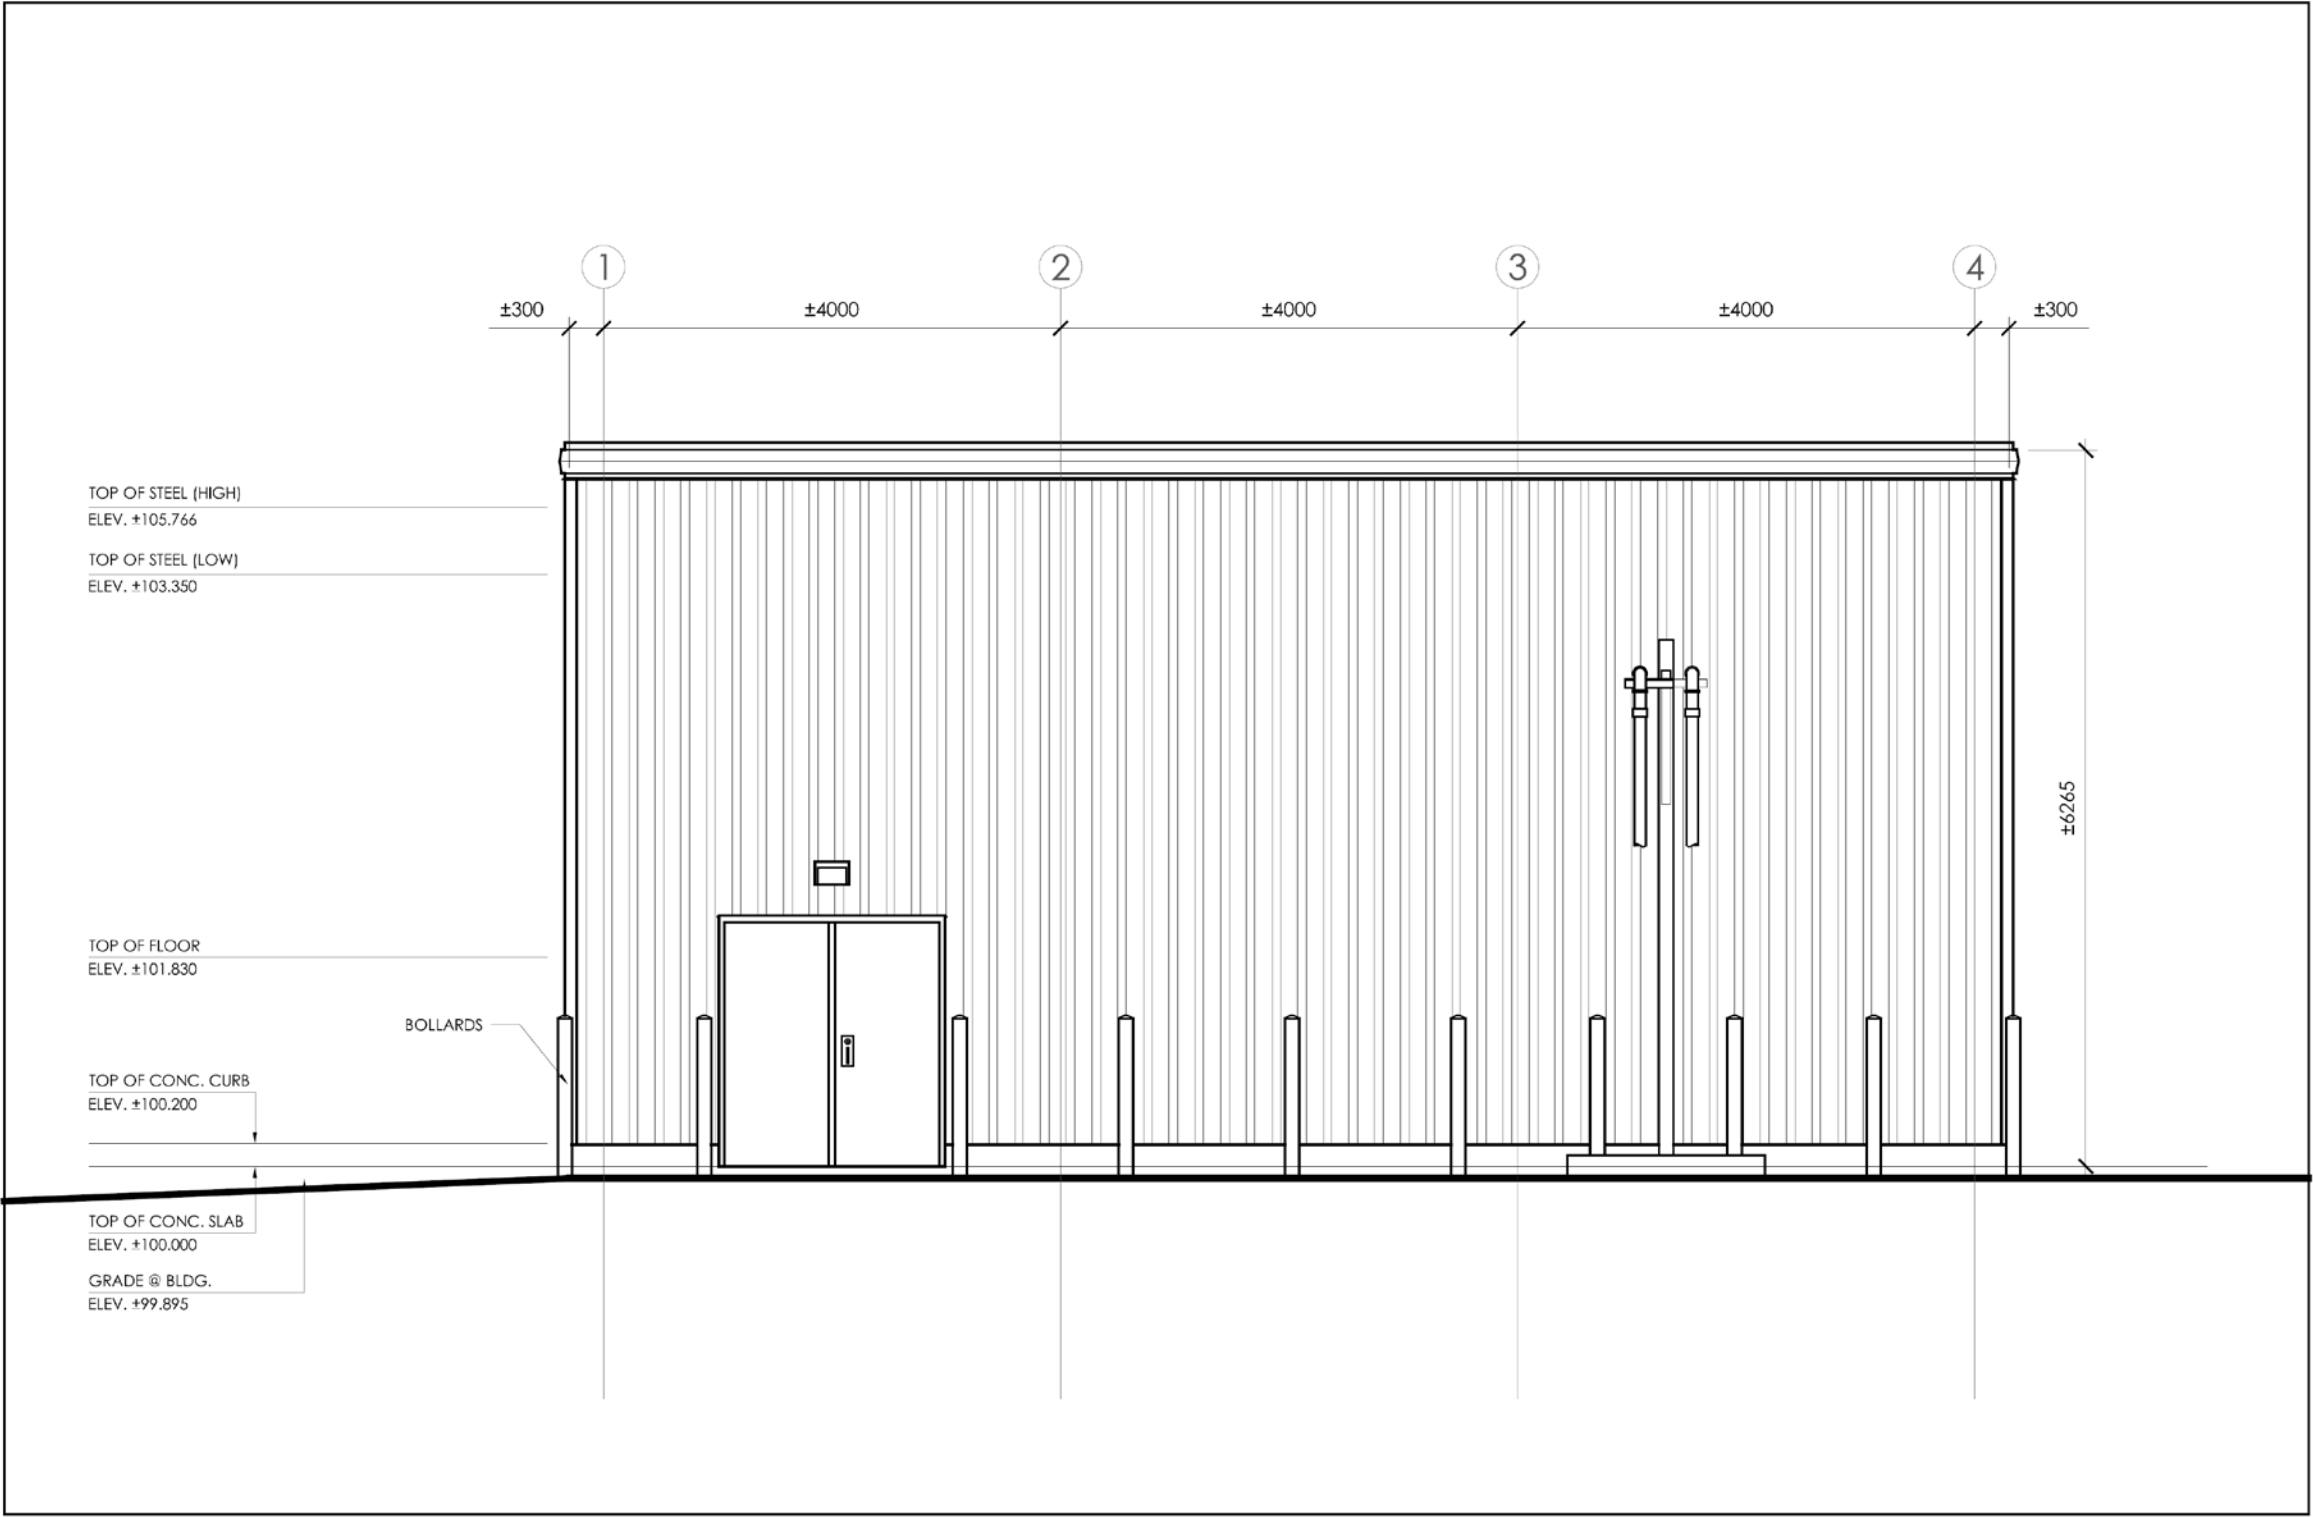 1 2 3 4
±300 ±4000 ±4000 ±4000 ±300
TOP OF STEEL (HIGH)
ELEV. ±105.766
TOP OF STEEL (LOW)
ELEV. ±103.350
±6265
TOP OF FLOOR
ELEV. ±101.830
BOLLARDS
TOP OF CONC. CURB
ELEV. ±100.200
TOP OF CONC. SLAB
ELEV. ±100.000
GRADE @ BLDG.
ELEV. ±99.895